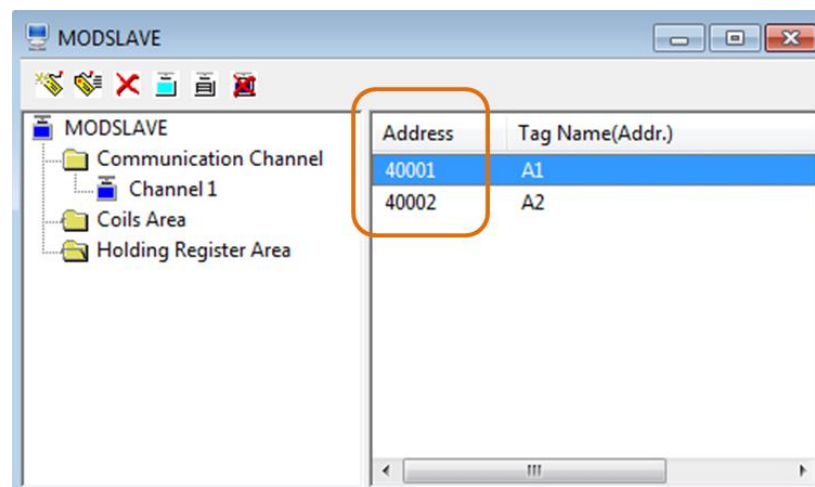 MODSLAVE
MODSLAVE
Communication Channel
Channel 1
Coils Area
Holding Register Area
Address Tag Name(Addr.)
40001 A1
40002 A2